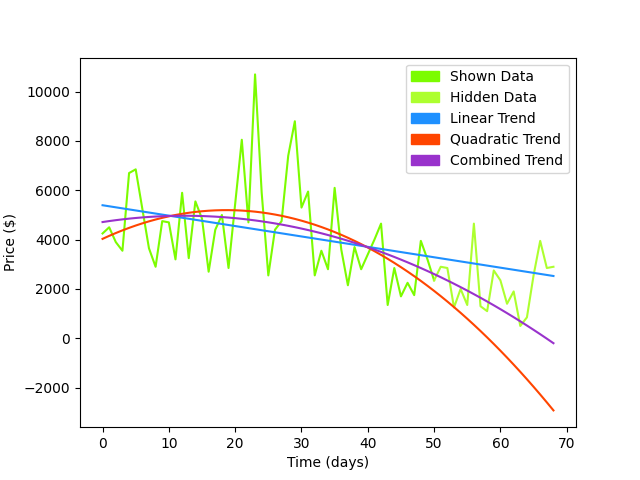 Shown Data
Hidden Data
Linear Trend
Quadratic Trend
Combined Trend
Price ($)
10000
8000
6000
4000
2000
0
−2000
0 10 20 30 40 50 60 70
Time (days)